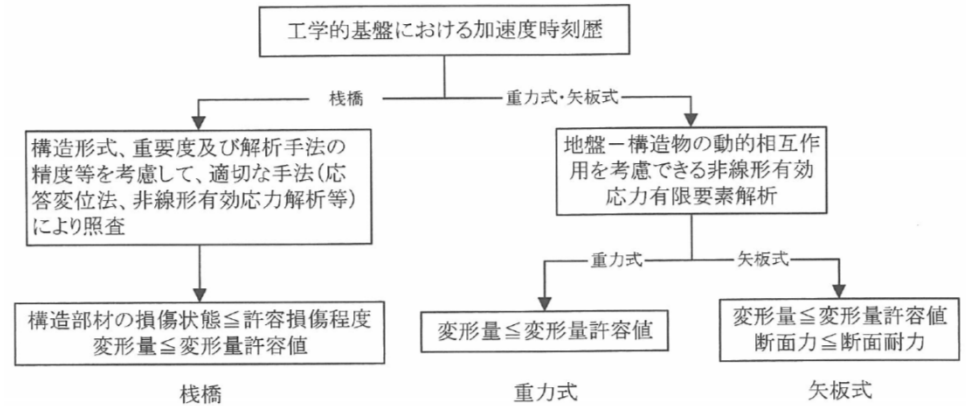 工学的基盤における加速度時刻歴
栈橋
重力式・矢板式
構造形式、重要度及び解析手法の
精度等を考慮して、適切な手法(応
答変位法、非線形有効応力解析等)
により照査
地盤－構造物の動的相互作
用を考慮できる非線形有効
応力有限要素解析
重力式
矢板式
構造部材の損傷状態≦許容損傷程度
変形量≦変形量許容値
変形量≦変形量許容値
変形量≦変形量許容値
断面力≦断面耐力
栈橋
重力式
矢板式